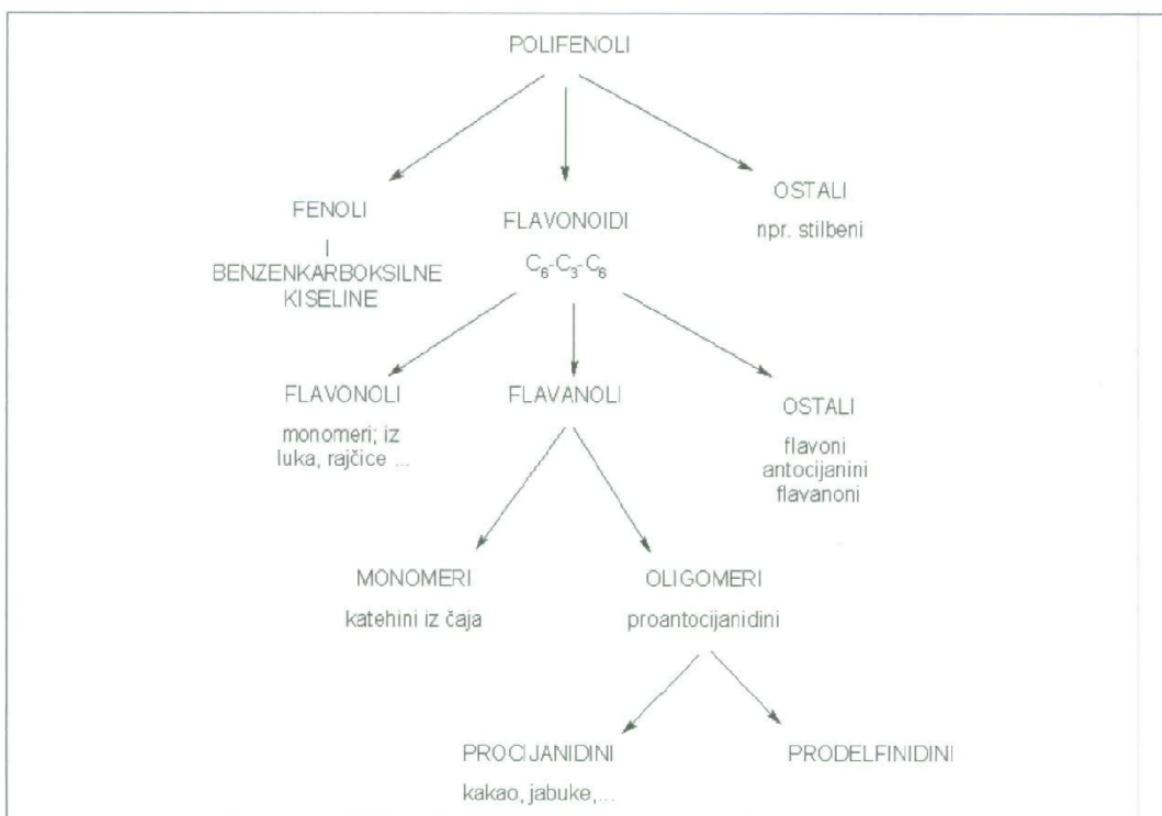 POLIFENOLI
FENOLI
BENZENKARBOKSILNE
KISELINE
FLAVONOIDI
C₆-C₃-C₆
OSTALI
npr. stilbeni
FLAVONOLI
monomeri; iz
luka, rajčice ...
FLAVANOLI
OSTALI
flavoni
antocijanini
flavanoni
MONOMERI
katehini iz čaja
OLIGOMERI
proantocijanidini
PROCIJANIDINI
kakao, jabuke,...
PRODELFINIDINI